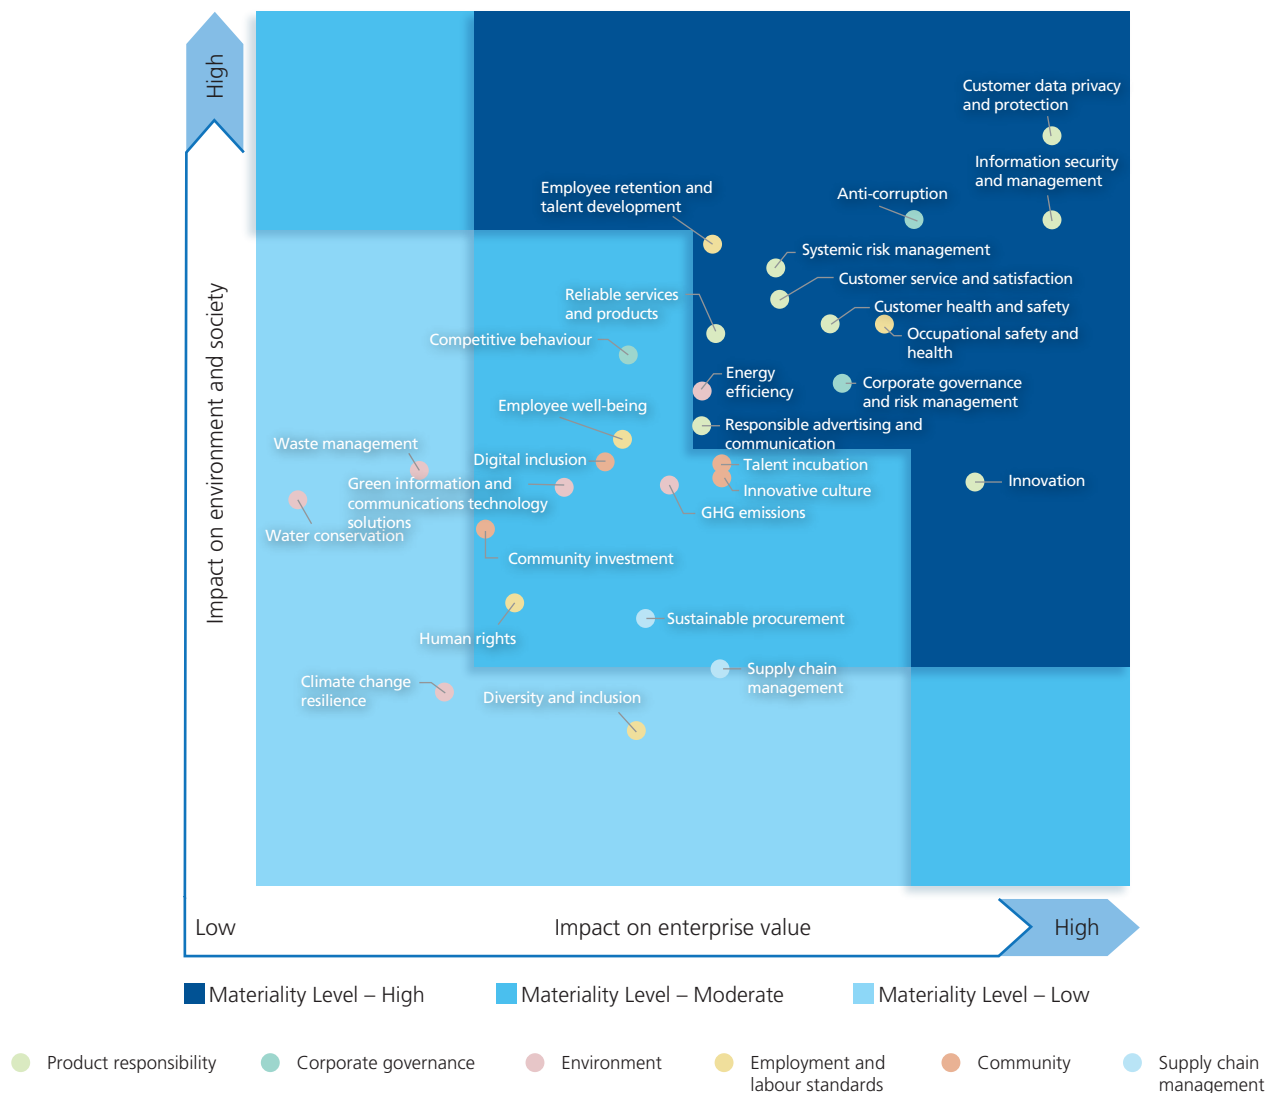 High
Impact on environment and society
Customer data privacy
and protection
Information security
and management
Anti-corruption
Employee retention and
talent development
Systemic risk management
Customer service and satisfaction
Reliable services
and products
Customer health and safety
Occupational safety and
health
Competitive behaviour
Energy
efficiency
Corporate governance
and risk management
Employee well-being
Responsible advertising and
communication
Waste management
Digital inclusion
Talent incubation
Green information and
communications technology
solutions
Innovative culture
Innovation
GHG emissions
Water conservation
Community investment
Sustainable procurement
Human rights
Supply chain
management
Climate change
resilience
Diversity and inclusion
Low
Impact on enterprise value
High
Materiality Level – High
Materiality Level – Moderate
Materiality Level – Low
Product responsibility
Corporate governance
Environment
Employment and
labour standards
Community
Supply chain
management